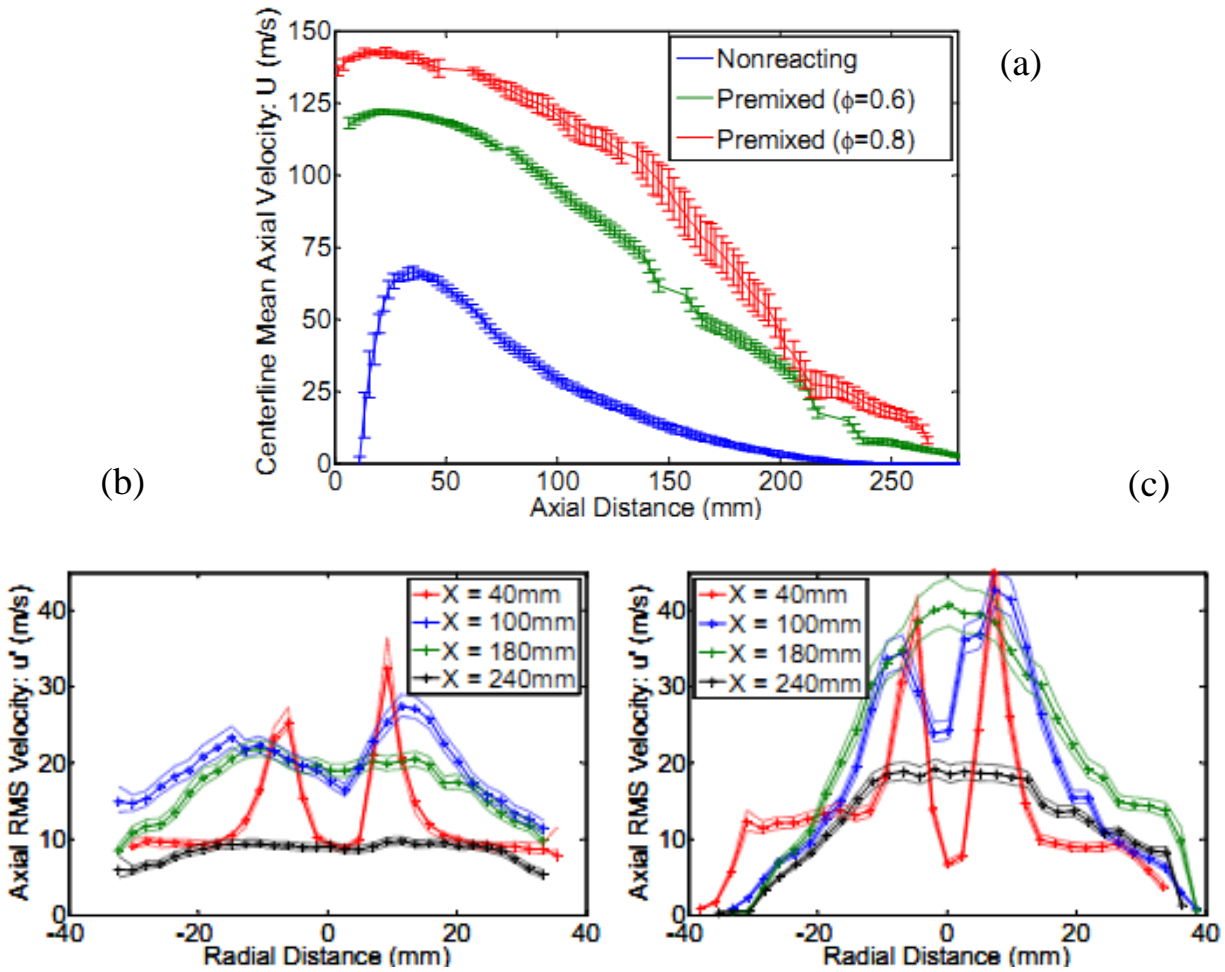 (a)
Centerline Mean Axial Velocity: U (m/s)
150
125
100
75
50
25
0
Nonreacting
Premixed (ϕ=0.6)
Premixed (ϕ=0.8)
0 50 100 150 200 250
Axial Distance (mm)
(b)
(c)
Axial RMS Velocity: u' (m/s)
40
30
20
10
0
X = 40mm
X = 100mm
X = 180mm
X = 240mm
-40 -20 0 20 40
Radial Distance (mm)
Axial RMS Velocity: u' (m/s)
40
30
20
10
0
X = 40mm
X = 100mm
X = 180mm
X = 240mm
-40 -20 0 20 40
Radial Distance (mm)